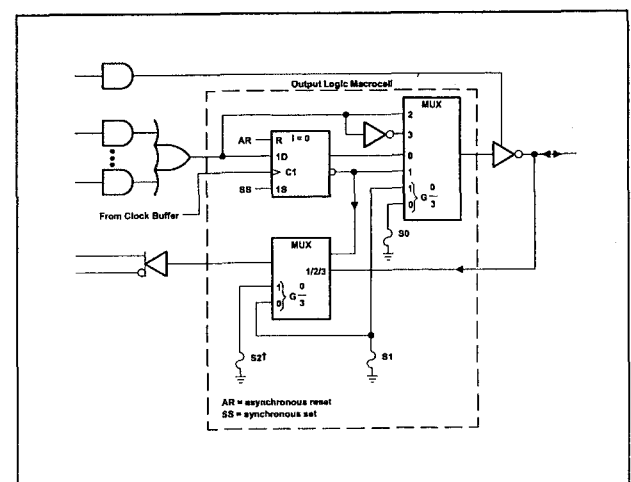 Output Logic Macrocell
MUX
2
3
0
1
1
0
G 0/3
AR
R
I = 0
1D
C1
SS
1S
From Clock Buffer
S0
MUX
1/2/3
1
0
G 0/3
S2†
S1
AR = asynchronous reset
SS = synchronous set